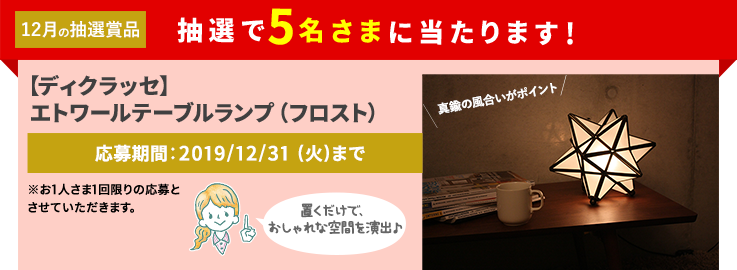 12月の抽選賞品
抽選で5名さまに当たります！
【ディクラッセ】
エトワールテーブルランプ（フロスト）
応募期間：2019/12/31（火）まで
※お1人さま1回限りの応募と
させていただきます。
置くだけで、
おしゃれな空間を演出♪
真鍮の風合いがポイント